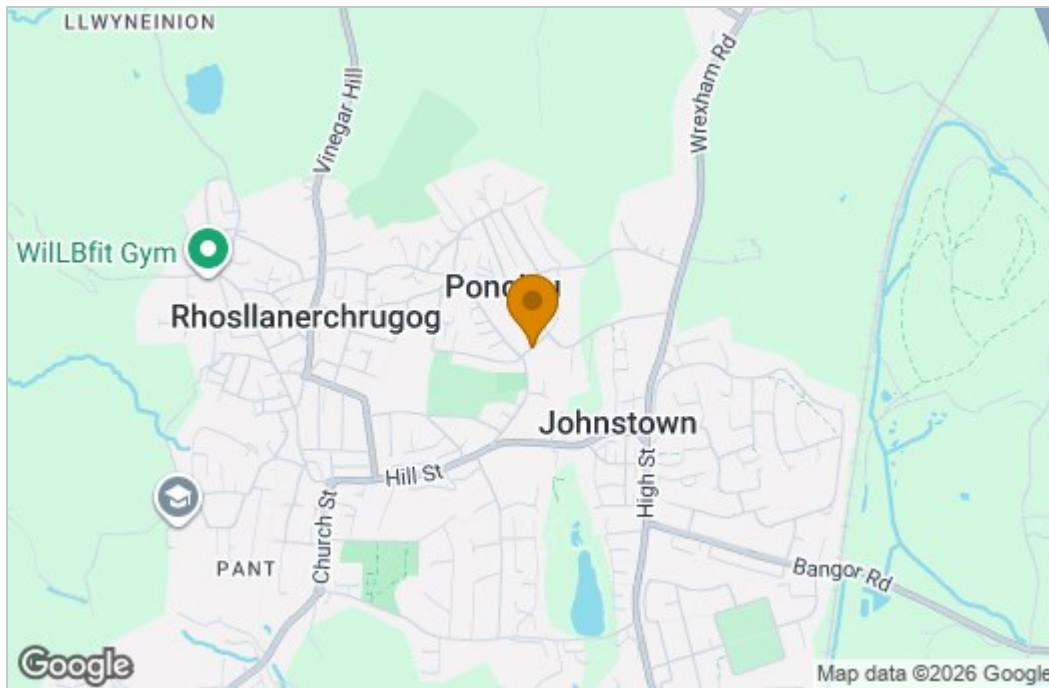 LLWYNEINION
Wrexham Rd
Vinegar Hill
WilLBfit Gym
Rhosllanerchrugog
Johnstown
Hill St
High St
Church St
PANT
Bangor Rd
Google
Map data ©2026 Google